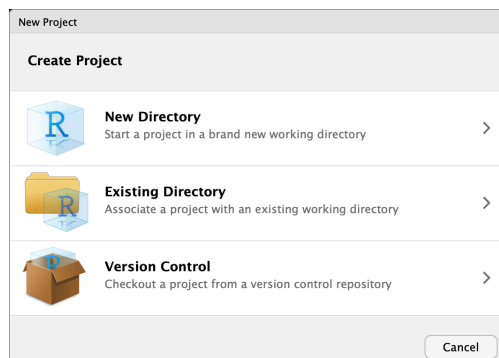 New Project
Create Project
R
New Directory
Start a project in a brand new working directory
R
Existing Directory
Associate a project with an existing working directory
R
Version Control
Checkout a project from a version control repository
Cancel